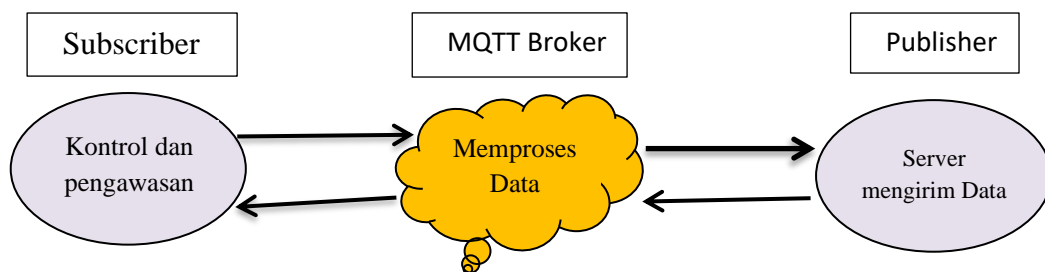 Subscriber
MQTT Broker
Publisher
Kontrol dan
pengawasan
Memproses
Data
Server
mengirim Data